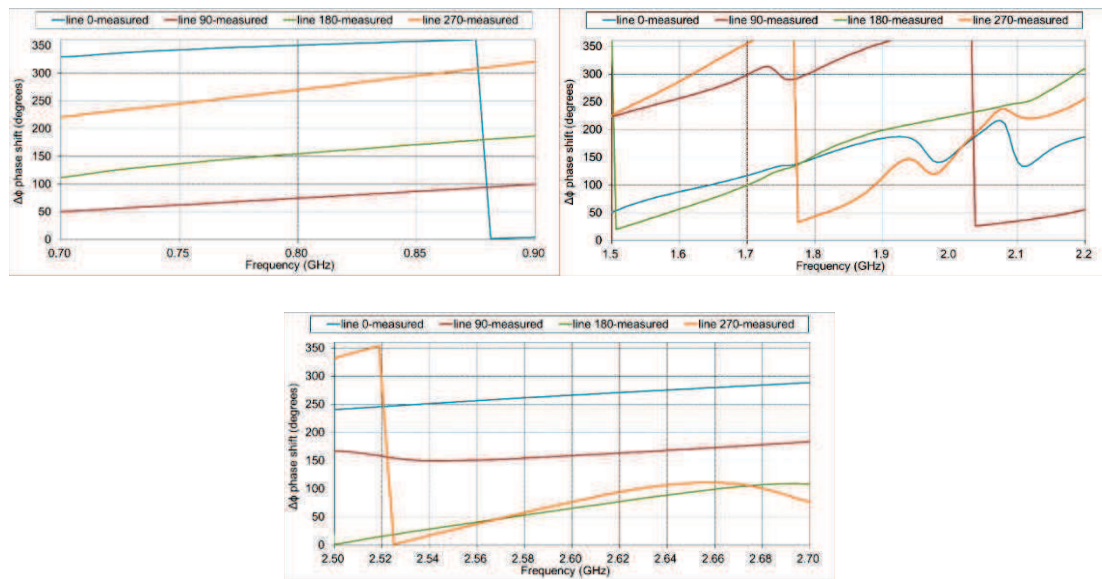 line 0-measured line 90-measured line 180-measured line 270-measured
350
300
250
200
150
100
50
0
Δϕ phase shift (degrees)
0.70 0.75 0.80 0.85 0.90
Frequency (GHz)
line 0-measured line 90-measured line 180-measured line 270-measured
350
300
250
200
150
100
50
0
Δϕ phase shift (degrees)
1.5 1.6 1.7 1.8 1.9 2.0 2.1 2.2
Frequency (GHz)
line 0-measured line 90-measured line 180-measured line 270-measured
350
300
250
200
150
100
50
0
Δϕ phase shift (degrees)
2.50 2.52 2.54 2.56 2.58 2.60 2.62 2.64 2.66 2.68 2.70
Frequency (GHz)